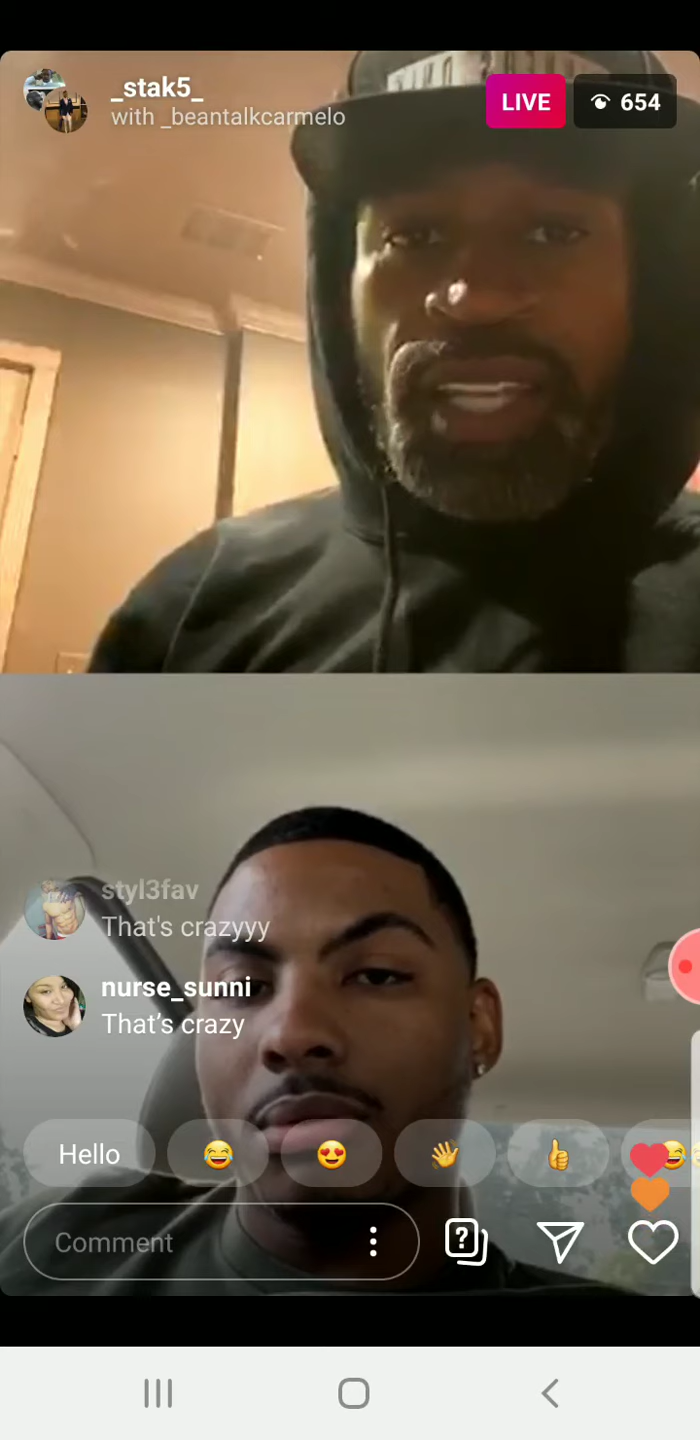 _stak5_
with _beantalkcarmelo
LIVE
654
styl3fav
That's crazyyy
nurse_sunni
That’s crazy
Hello
Comment